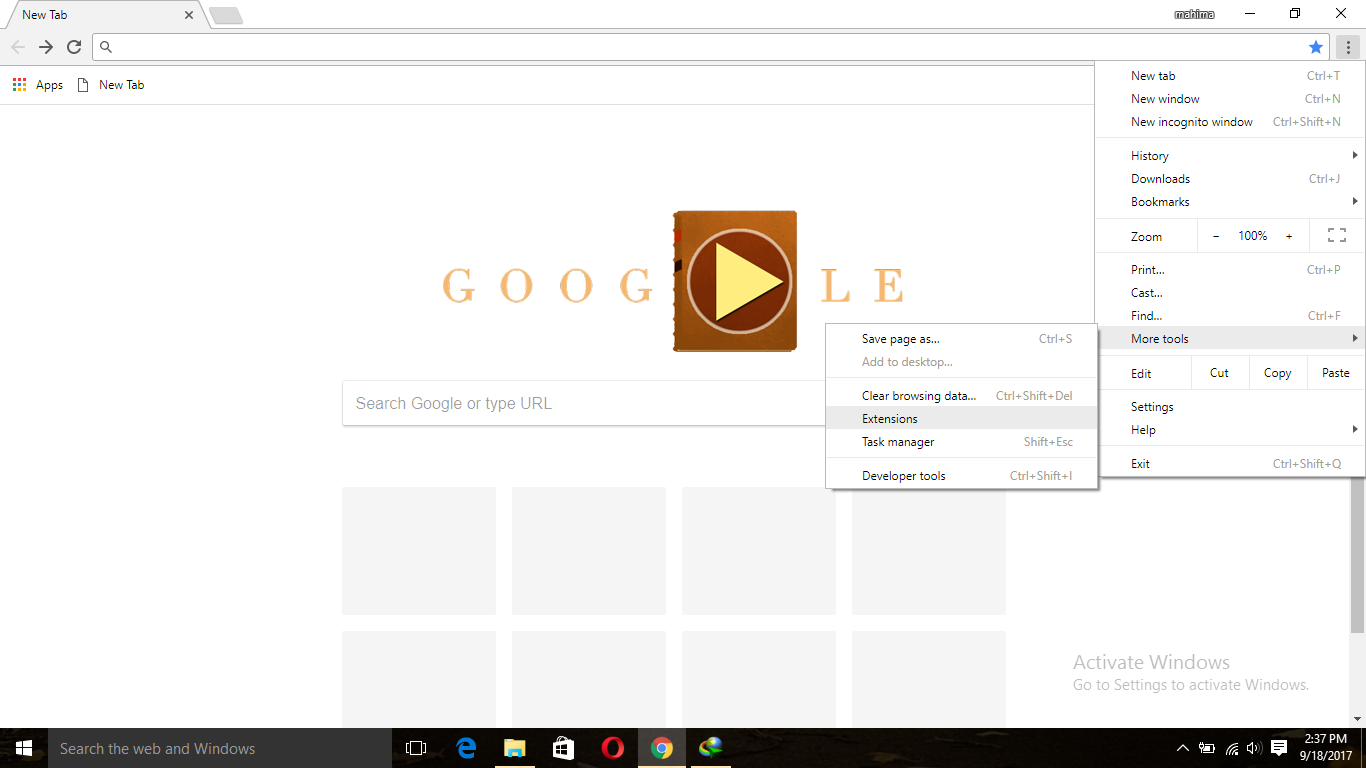 New Tab
mahima
Apps
New Tab
New tab Ctrl+T
New window Ctrl+N
New incognito window Ctrl+Shift+N
History
Downloads Ctrl+J
Bookmarks
Zoom − 100% +
Print... Ctrl+P
Cast...
Find... Ctrl+F
More tools
Edit Cut Copy Paste
Settings
Help
Exit Ctrl+Shift+Q
Save page as... Ctrl+S
Add to desktop...
Clear browsing data... Ctrl+Shift+Del
Extensions
Task manager Shift+Esc
Developer tools Ctrl+Shift+I
G O O G L E
Search Google or type URL
Activate Windows
Go to Settings to activate Windows.
Search the web and Windows
2:37 PM
9/18/2017